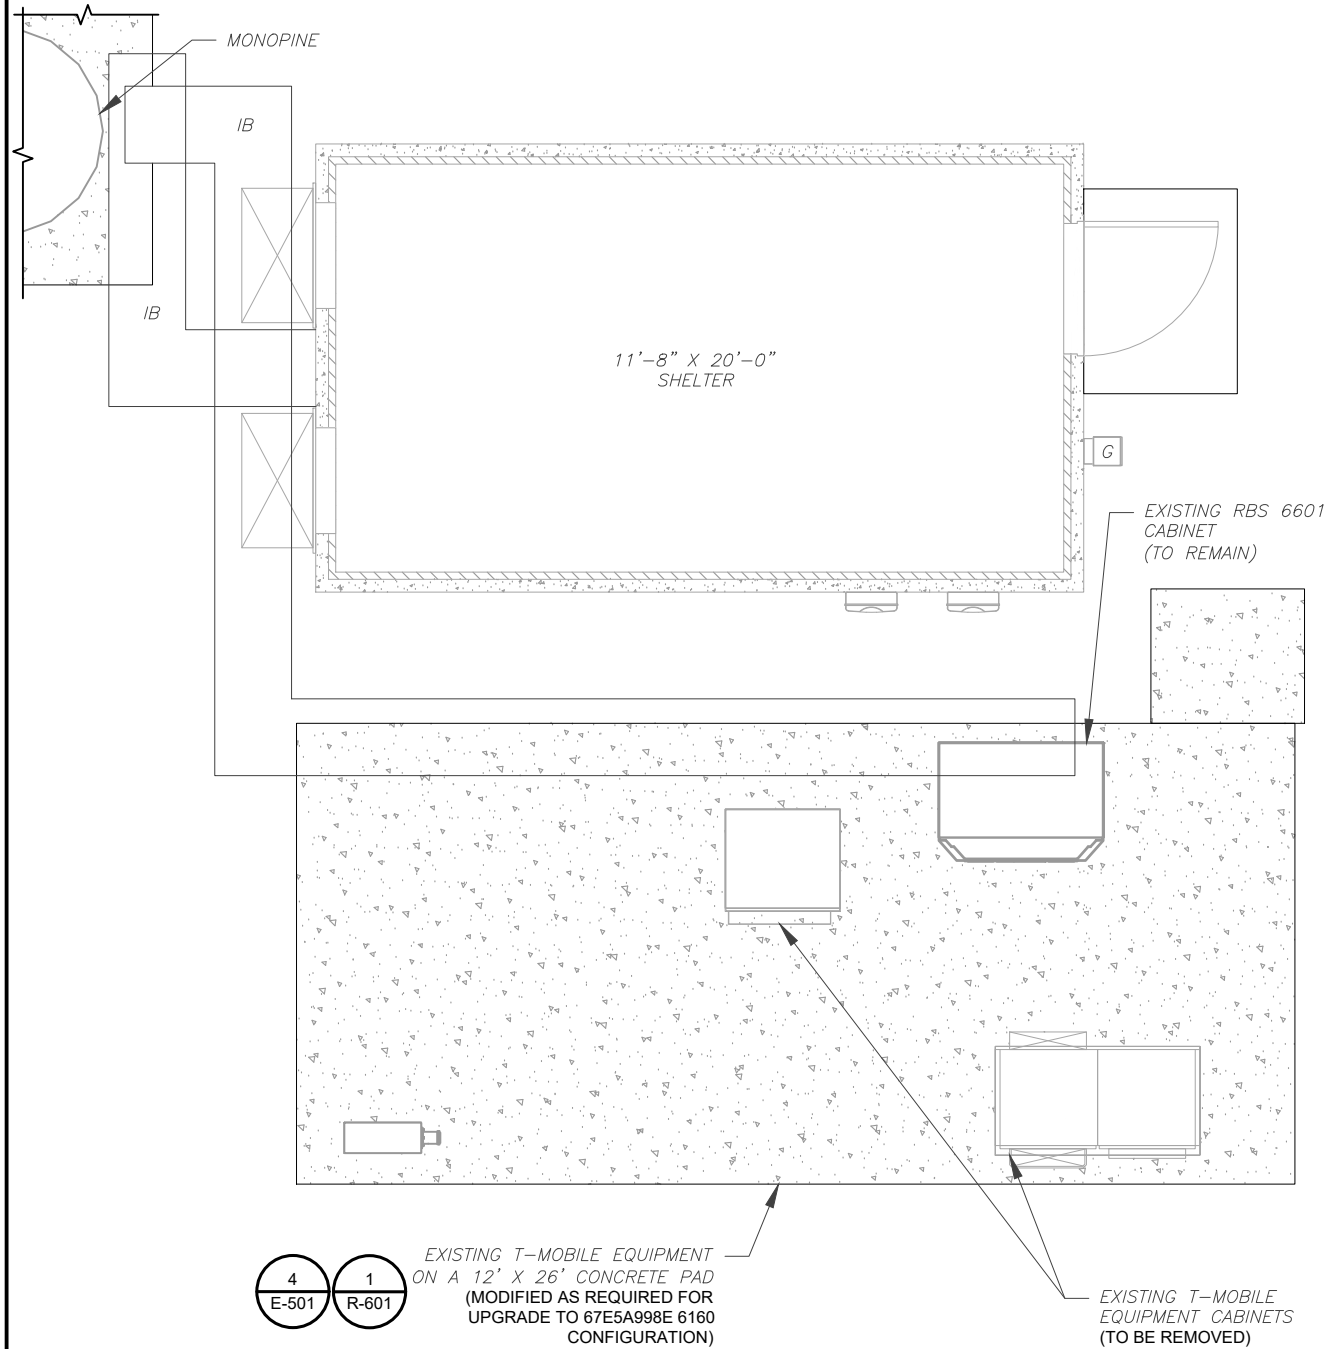 MONOPINE
IB
IB
11'-8" X 20'-0"
SHELTER
G
EXISTING RBS 6601
CABINET
(TO REMAIN)
4
E-501
1
R-601
EXISTING T-MOBILE EQUIPMENT
ON A 12' X 26' CONCRETE PAD
(MODIFIED AS REQUIRED FOR
UPGRADE TO 67E5A998E 6160
CONFIGURATION)
EXISTING T-MOBILE
EQUIPMENT CABINETS
(TO BE REMOVED)